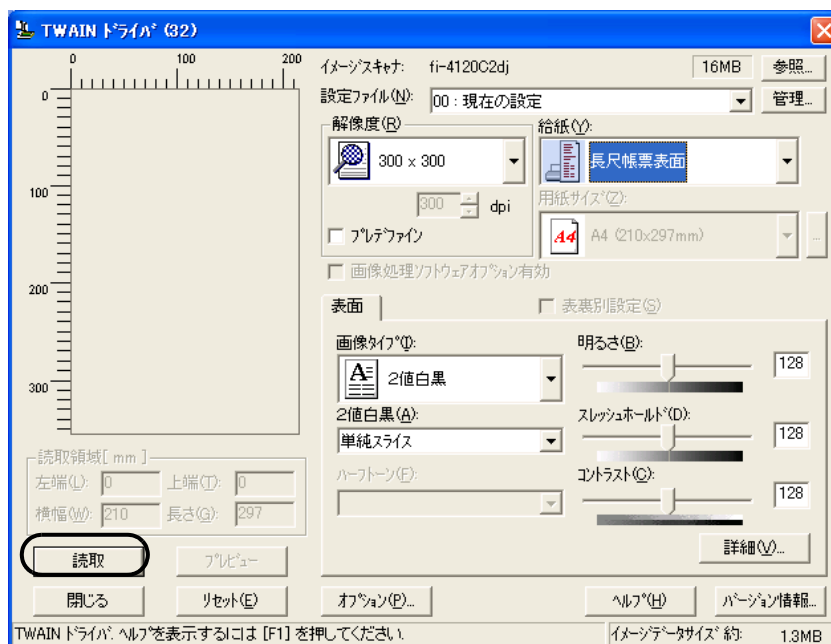 TWAIN ﾄﾞﾗｲﾊﾞ (32)
0 100 200
0
100
200
300
ｲﾒｰｼﾞｽｷｬﾅ: fi-4120C2dj 16MB 参照...
設定ﾌｧｲﾙ(N): 00 : 現在の設定 管理...
解像度(R)
300 × 300
300 dpi
ﾌﾟﾚﾃﾞﾌｧｲﾝ
給紙(Y):
長尺帳票表面
用紙ｻｲｽﾞ(Z):
A4 A4 (210x297mm) ...
画像処理ｿﾌﾄｳｪｱｵﾌﾟｼｮﾝ有効
表面
表裏別設定(S)
画像ﾀｲﾌﾟ(I):
A 2値白黒
2値白黒(A):
単純ｽﾗｲｽ
ﾊｰﾌﾄｰﾝ(F):
明るさ(B):
128
ｽﾚｯｼｭﾎｰﾙﾄﾞ(D):
128
ｺﾝﾄﾗｽﾄ(C):
128
詳細(V)...
読取領域[ mm ]
左端(L): 0 上端(T): 0
横幅(W): 210 長さ(G): 297
読取 ﾌﾟﾚﾋﾞｭｰ
閉じる ﾘｾｯﾄ(E) ｵﾌﾟｼｮﾝ(P)... ﾍﾙﾌﾟ(H) ﾊﾞｰｼﾞｮﾝ情報...
TWAIN ﾄﾞﾗｲﾊﾞ. ﾍﾙﾌﾟを表示するには [F1] を押してください. ｲﾒｰｼﾞﾃﾞｰﾀｻｲｽﾞ 約: 1.3MB